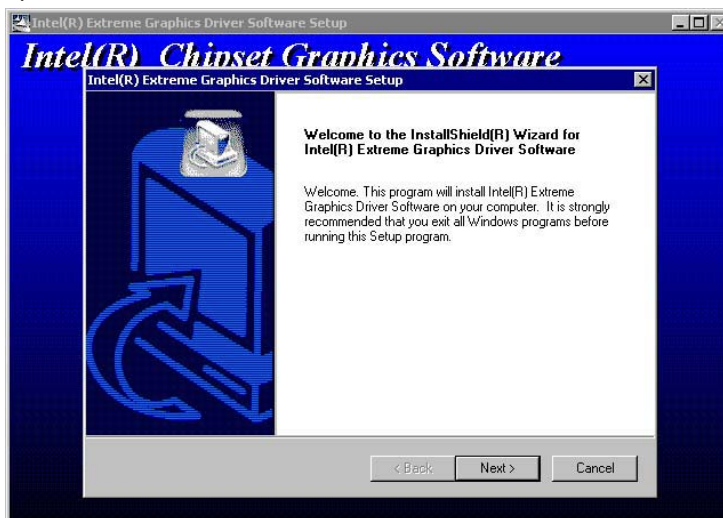 Intel(R) Extreme Graphics Driver Software Setup
Intel(R) Chipset Graphics Software
Intel(R) Extreme Graphics Driver Software Setup
Welcome to the InstallShield(R) Wizard for
Intel(R) Extreme Graphics Driver Software
Welcome. This program will install Intel(R) Extreme
Graphics Driver Software on your computer. It is strongly
recommended that you exit all Windows programs before
running this Setup program.
< Back Next > Cancel